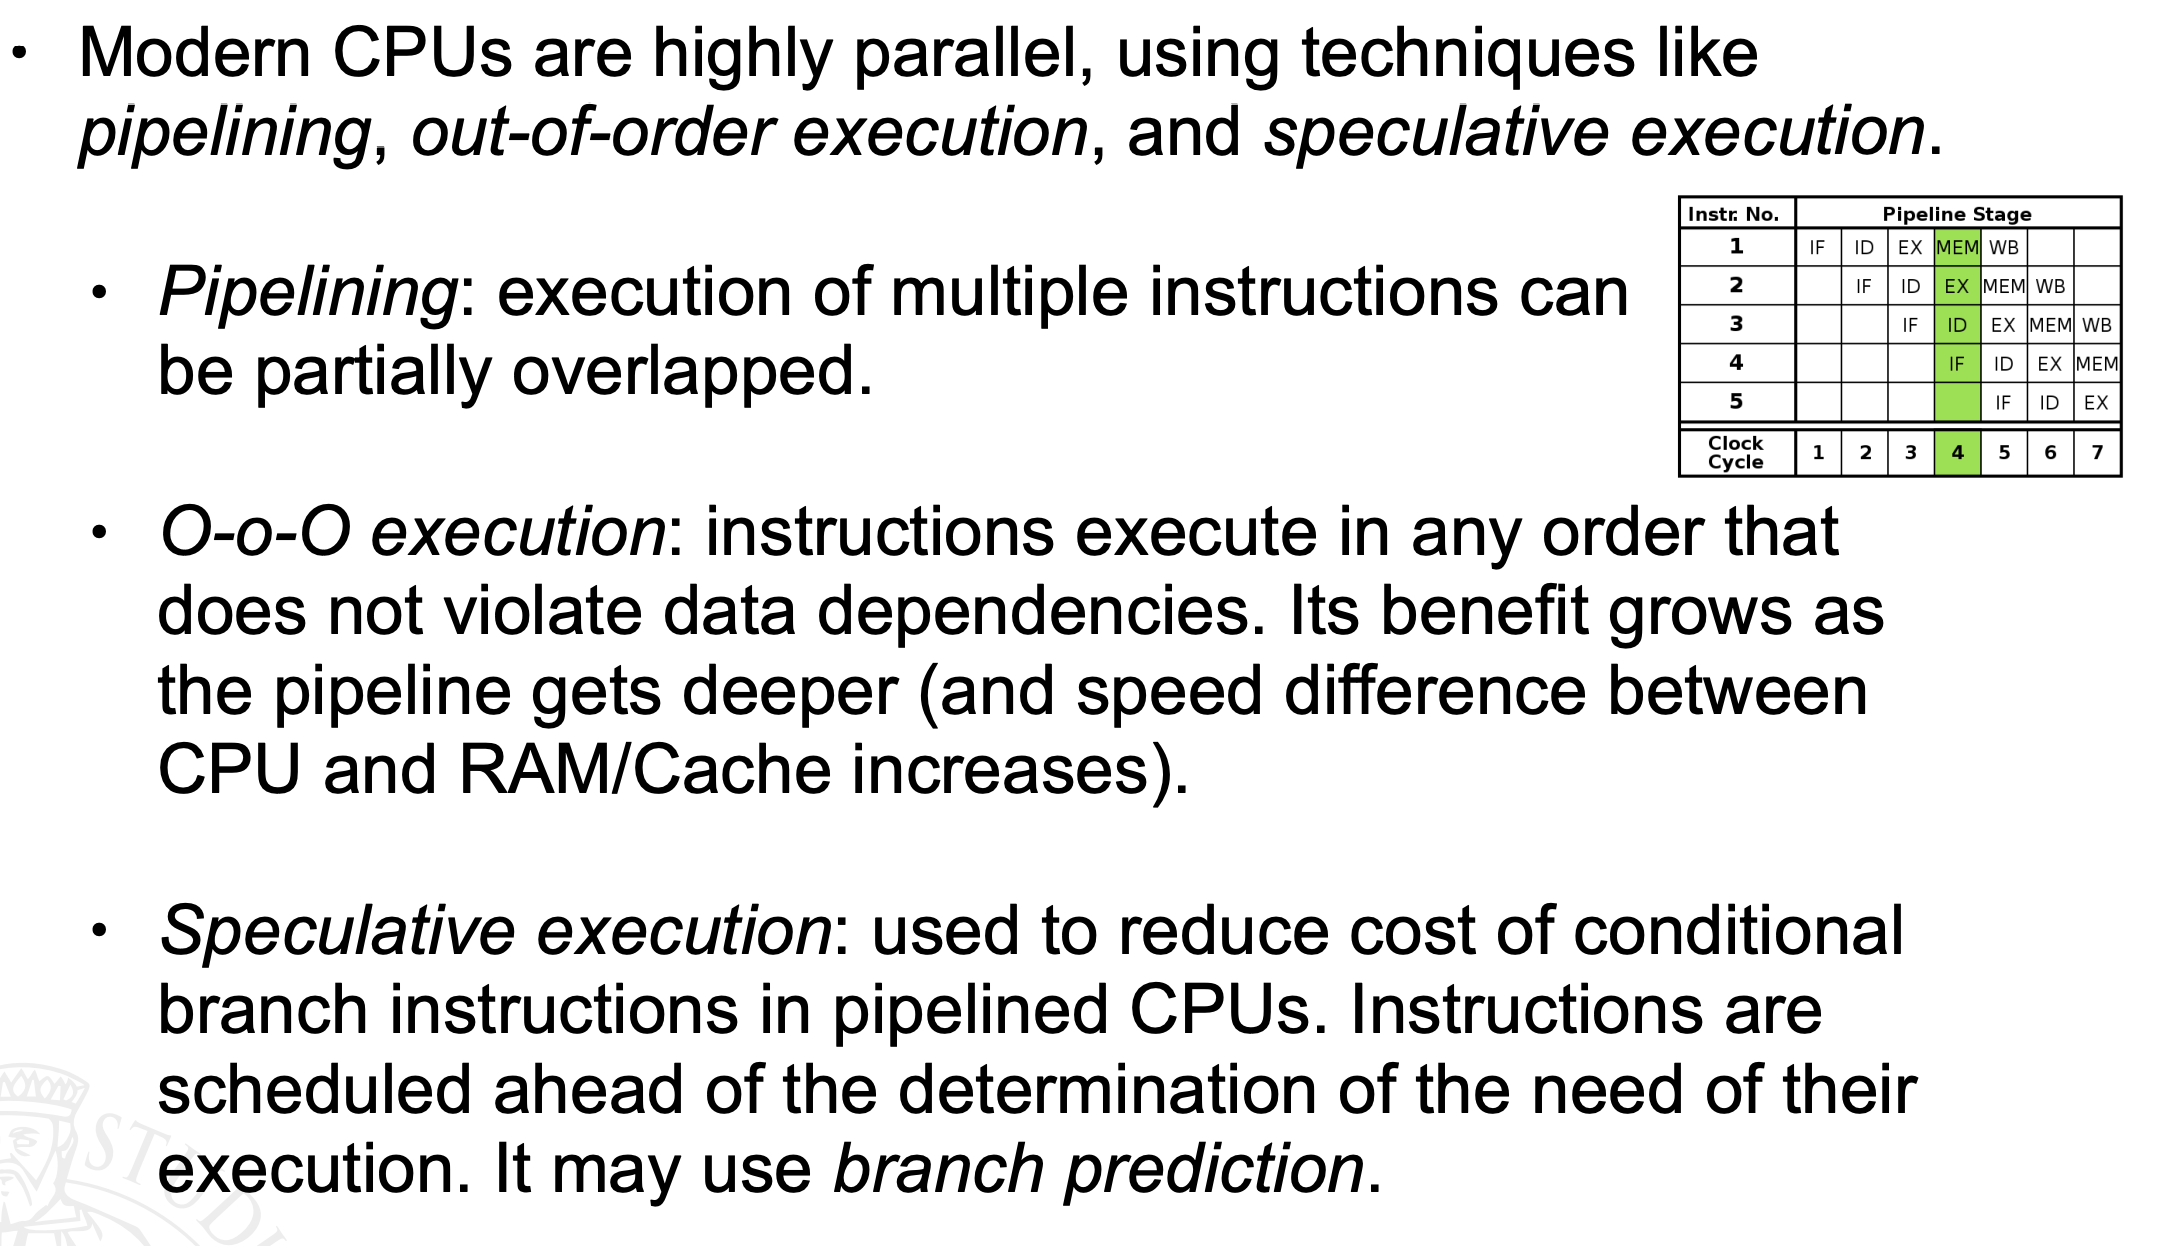 • Modern CPUs are highly parallel, using techniques like
pipelining, out-of-order execution, and speculative execution.
• Pipelining: execution of multiple instructions can
be partially overlapped.
Instr. No. Pipeline Stage
1 IF ID EX MEM WB
2 IF ID EX MEM WB
3 IF ID EX MEM WB
4 IF ID EX MEM
5 IF ID EX
Clock
Cycle 1 2 3 4 5 6 7
• O-o-O execution: instructions execute in any order that
does not violate data dependencies. Its benefit grows as
the pipeline gets deeper (and speed difference between
CPU and RAM/Cache increases).
• Speculative execution: used to reduce cost of conditional
branch instructions in pipelined CPUs. Instructions are
scheduled ahead of the determination of the need of their
execution. It may use branch prediction.